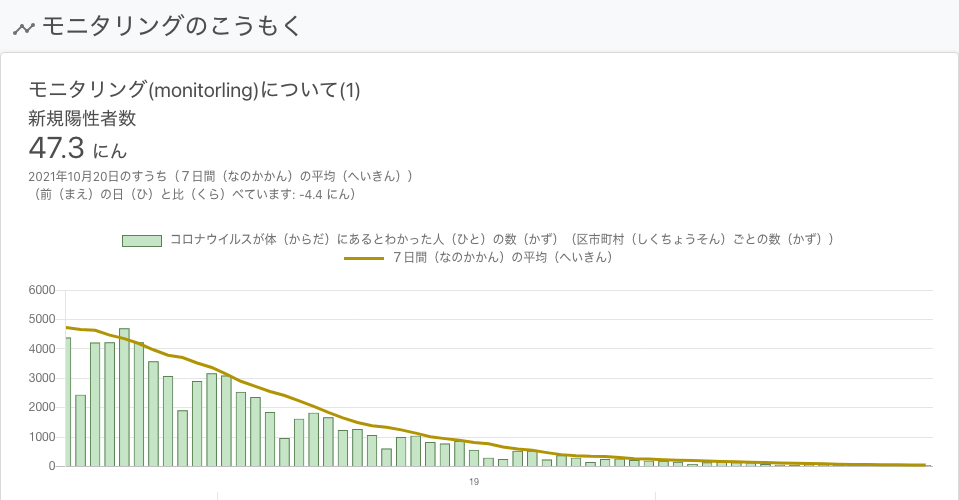 モニタリングのこうもく
モニタリング(monitorling)について(1)
新規陽性者数
47.3 にん
2021年10月20日のすうち（７日間（なのかかん）の平均（へいきん））
（前（まえ）の日（ひ）と比（くら）べています: -4.4 にん）
コロナウイルスが体（からだ）にあるとわかった人（ひと）の数（かず）（区市町村（しくちょうそん）ごとの数（かず））
７日間（なのかかん）の平均（へいきん）
6000
5000
4000
3000
2000
1000
0
19